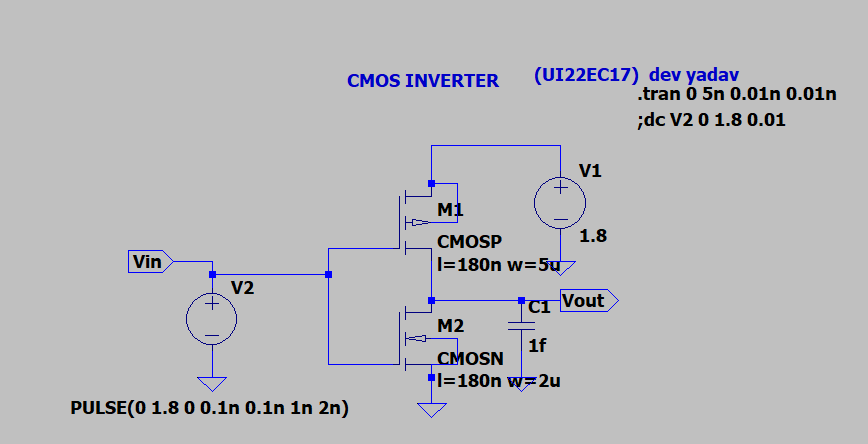 CMOS INVERTER (UI22EC17) dev yadav
.tran 0 5n 0.01n 0.01n
;dc V2 0 1.8 0.01
V1
1.8
M1
CMOSP
l=180n w=5u
Vin
V2
PULSE(0 1.8 0 0.1n 0.1n 1n 2n)
Vout
C1
1f
M2
CMOSN
l=180n w=2u